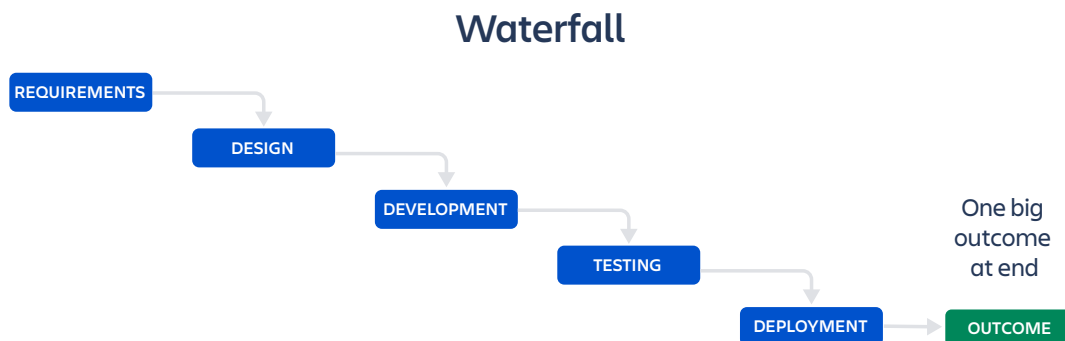 Waterfall
REQUIREMENTS
DESIGN
DEVELOPMENT
TESTING
One big
outcome
at end
DEPLOYMENT
OUTCOME